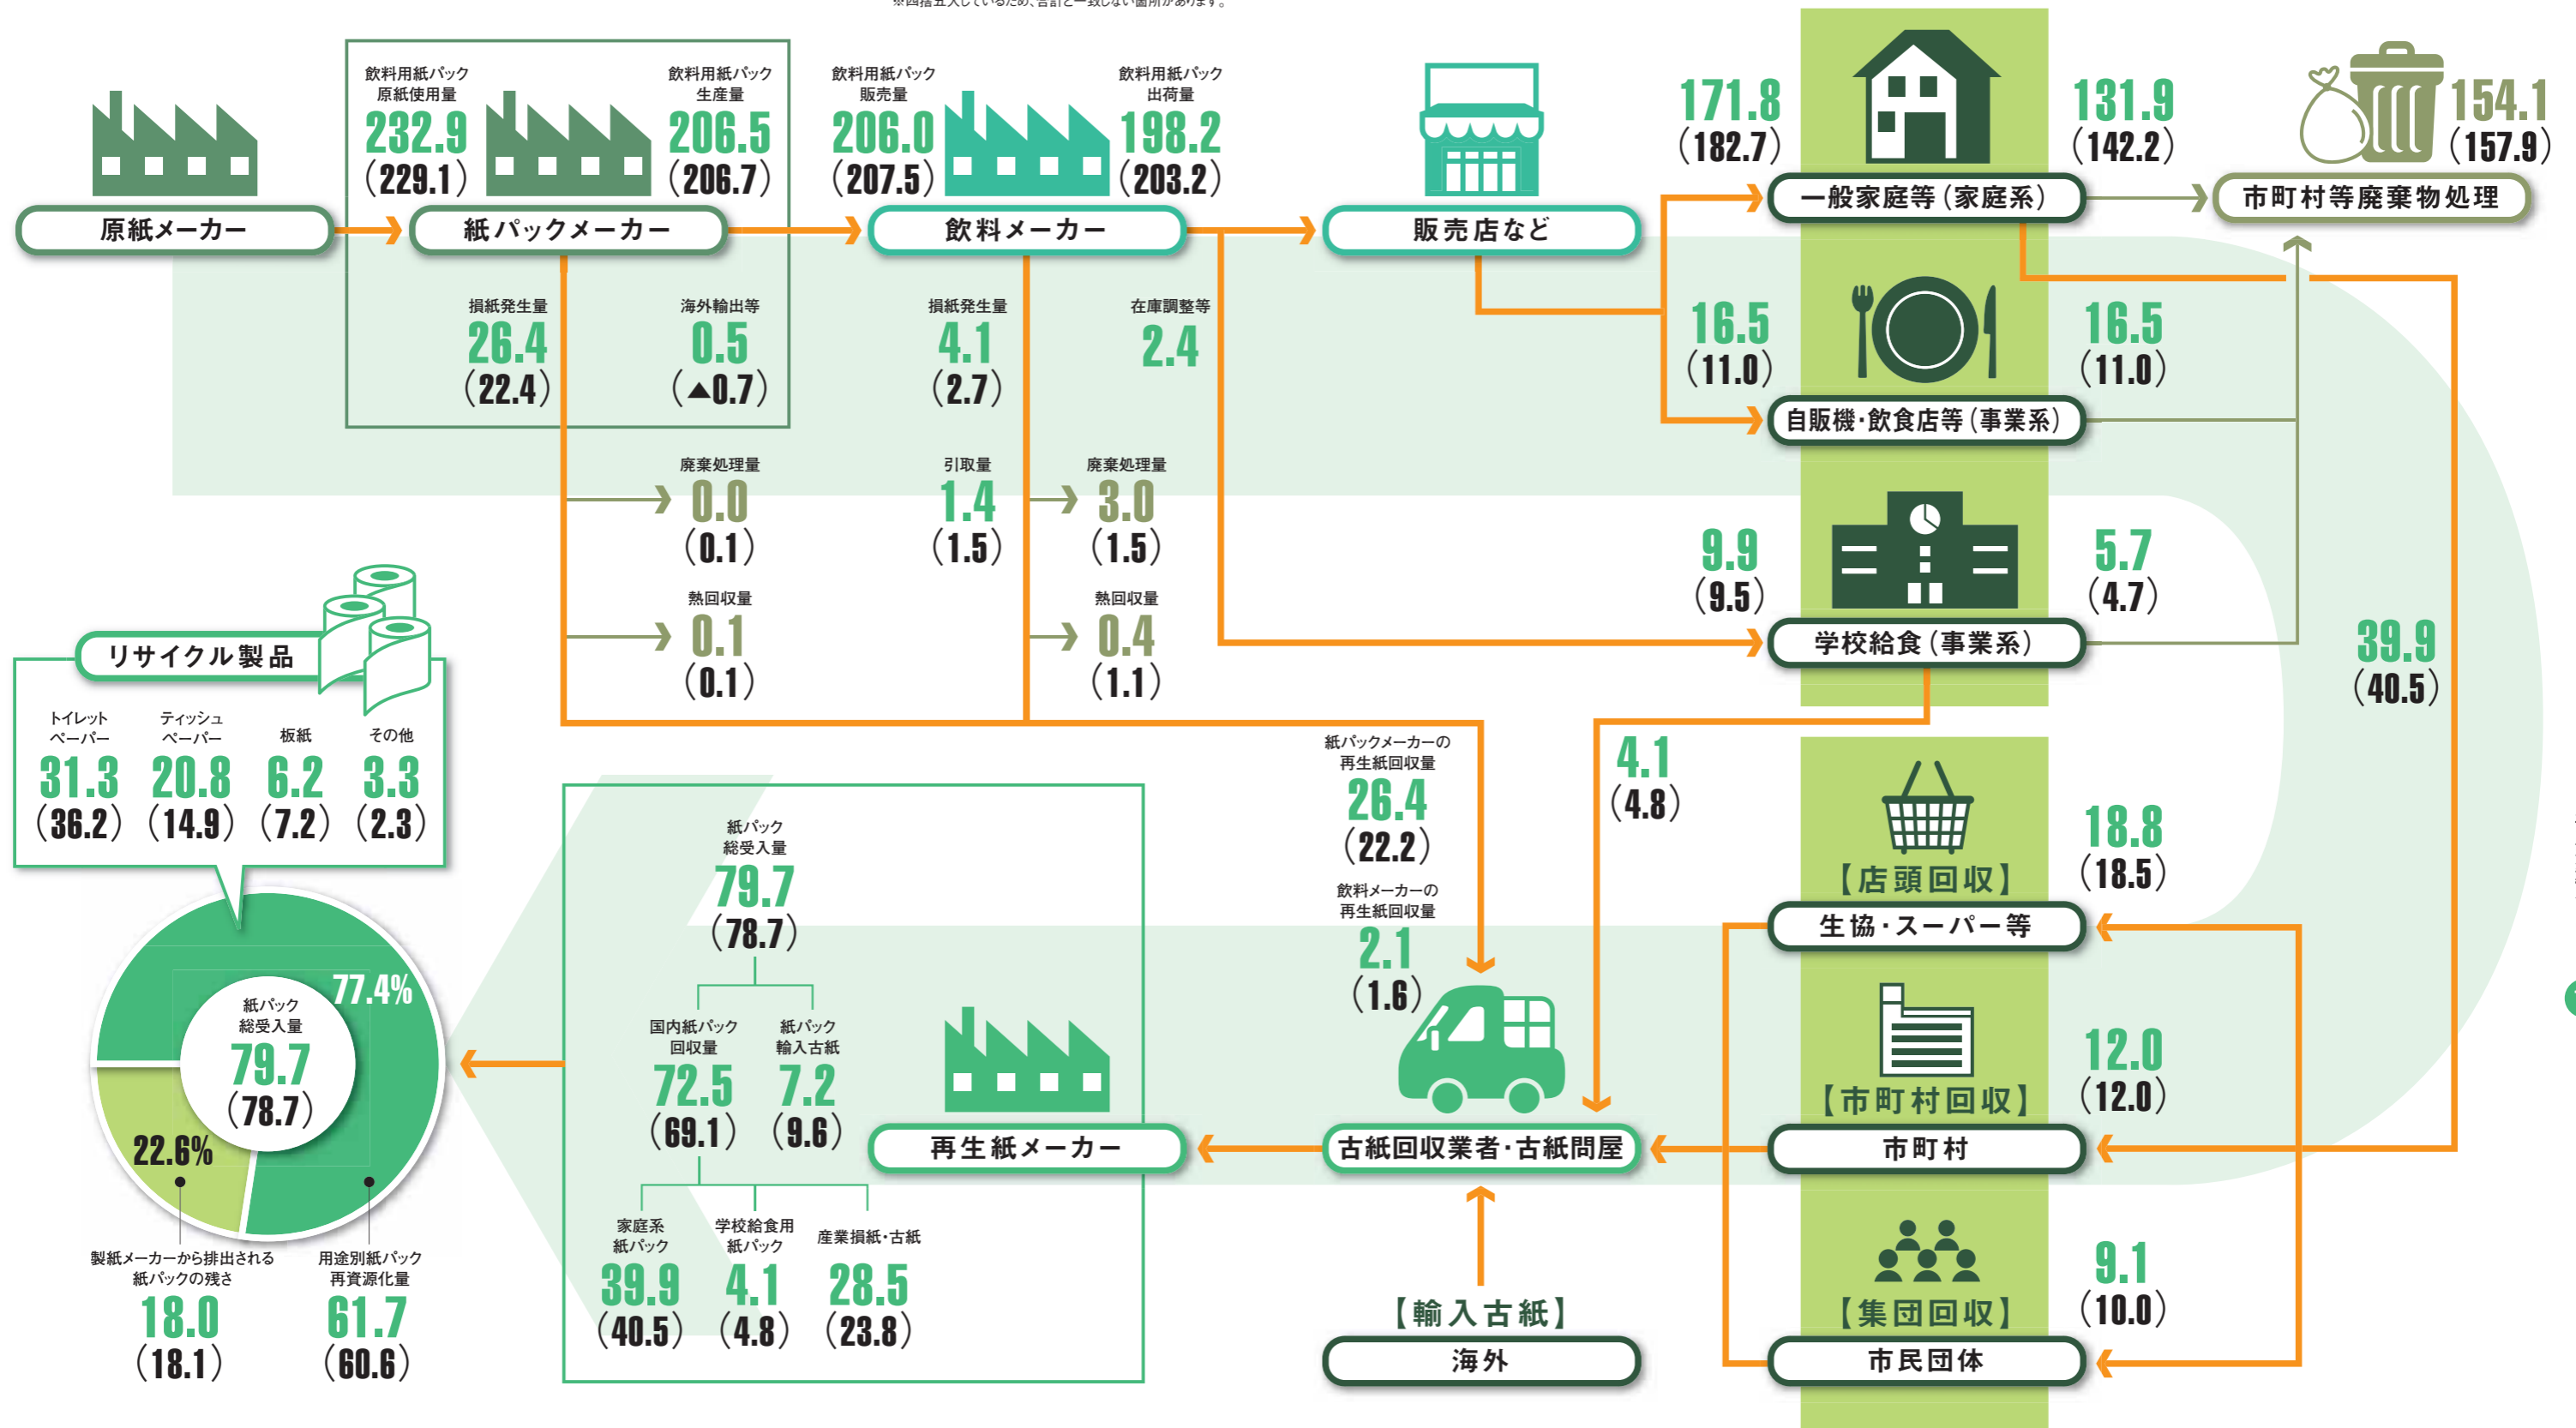 ※四捨五入しているため、合計と一致しない箇所があります。
飲料用紙パック
原紙使用量
232.9
(229.1)
飲料用紙パック
生産量
206.5
(206.7)
飲料用紙パック
販売量
206.0
(207.5)
飲料用紙パック
出荷量
198.2
(203.2)
171.8
(182.7)
131.9
(142.2)
154.1
(157.9)
原紙メーカー
紙パックメーカー
飲料メーカー
販売店など
一般家庭等(家庭系)
市町村等廃棄物処理
損紙発生量
26.4
(22.4)
海外輸出等
0.5
(▲0.7)
損紙発生量
4.1
(2.7)
在庫調整等
2.4
16.5
(11.0)
16.5
(11.0)
自販機・飲食店等(事業系)
廃棄処理量
0.0
(0.1)
引取量
1.4
(1.5)
廃棄処理量
3.0
(1.5)
9.9
(9.5)
5.7
(4.7)
学校給食(事業系)
熱回収量
0.1
(0.1)
熱回収量
0.4
(1.1)
39.9
(40.5)
リサイクル製品
トイレット
ペーパー
31.3
(36.2)
ティッシュ
ペーパー
20.8
(14.9)
板紙
6.2
(7.2)
その他
3.3
(2.3)
紙パックメーカーの
再生紙回収量
26.4
(22.2)
飲料メーカーの
再生紙回収量
2.1
(1.6)
4.1
(4.8)
18.8
(18.5)
【店頭回収】
生協・スーパー等
12.0
(12.0)
【市町村回収】
市町村
9.1
(10.0)
【集団回収】
市民団体
古紙回収業者・古紙問屋
【輸入古紙】
海外
再生紙メーカー
紙パック
総受入量
79.7
(78.7)
国内紙パック
回収量
72.5
(69.1)
紙パック
輸入古紙
7.2
(9.6)
家庭系
紙パック
39.9
(40.5)
学校給食用
紙パック
4.1
(4.8)
産業損紙・古紙
28.5
(23.8)
77.4%
紙パック
総受入量
79.7
(78.7)
22.6%
製紙メーカーから排出される
紙パックの残さ
18.0
(18.1)
用途別紙パック
再資源化量
61.7
(60.6)